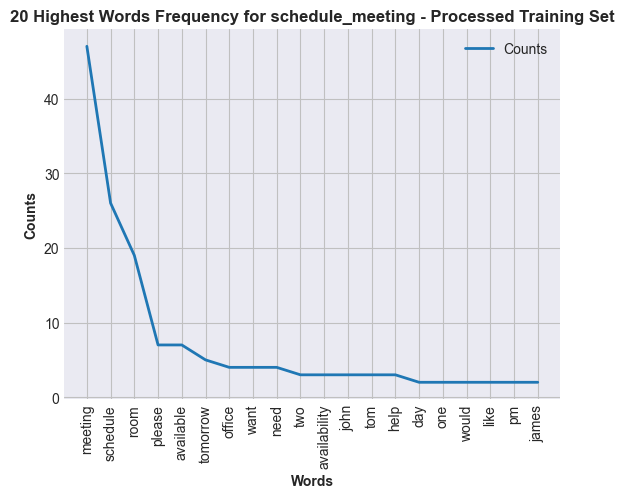 20 Highest Words Frequency for schedule_meeting - Processed Training Set
Counts
Counts
40
30
20
10
0
meeting
schedule
room
please
available
tomorrow
office
want
need
two
availability
john
tom
help
day
one
would
like
pm
james
Words